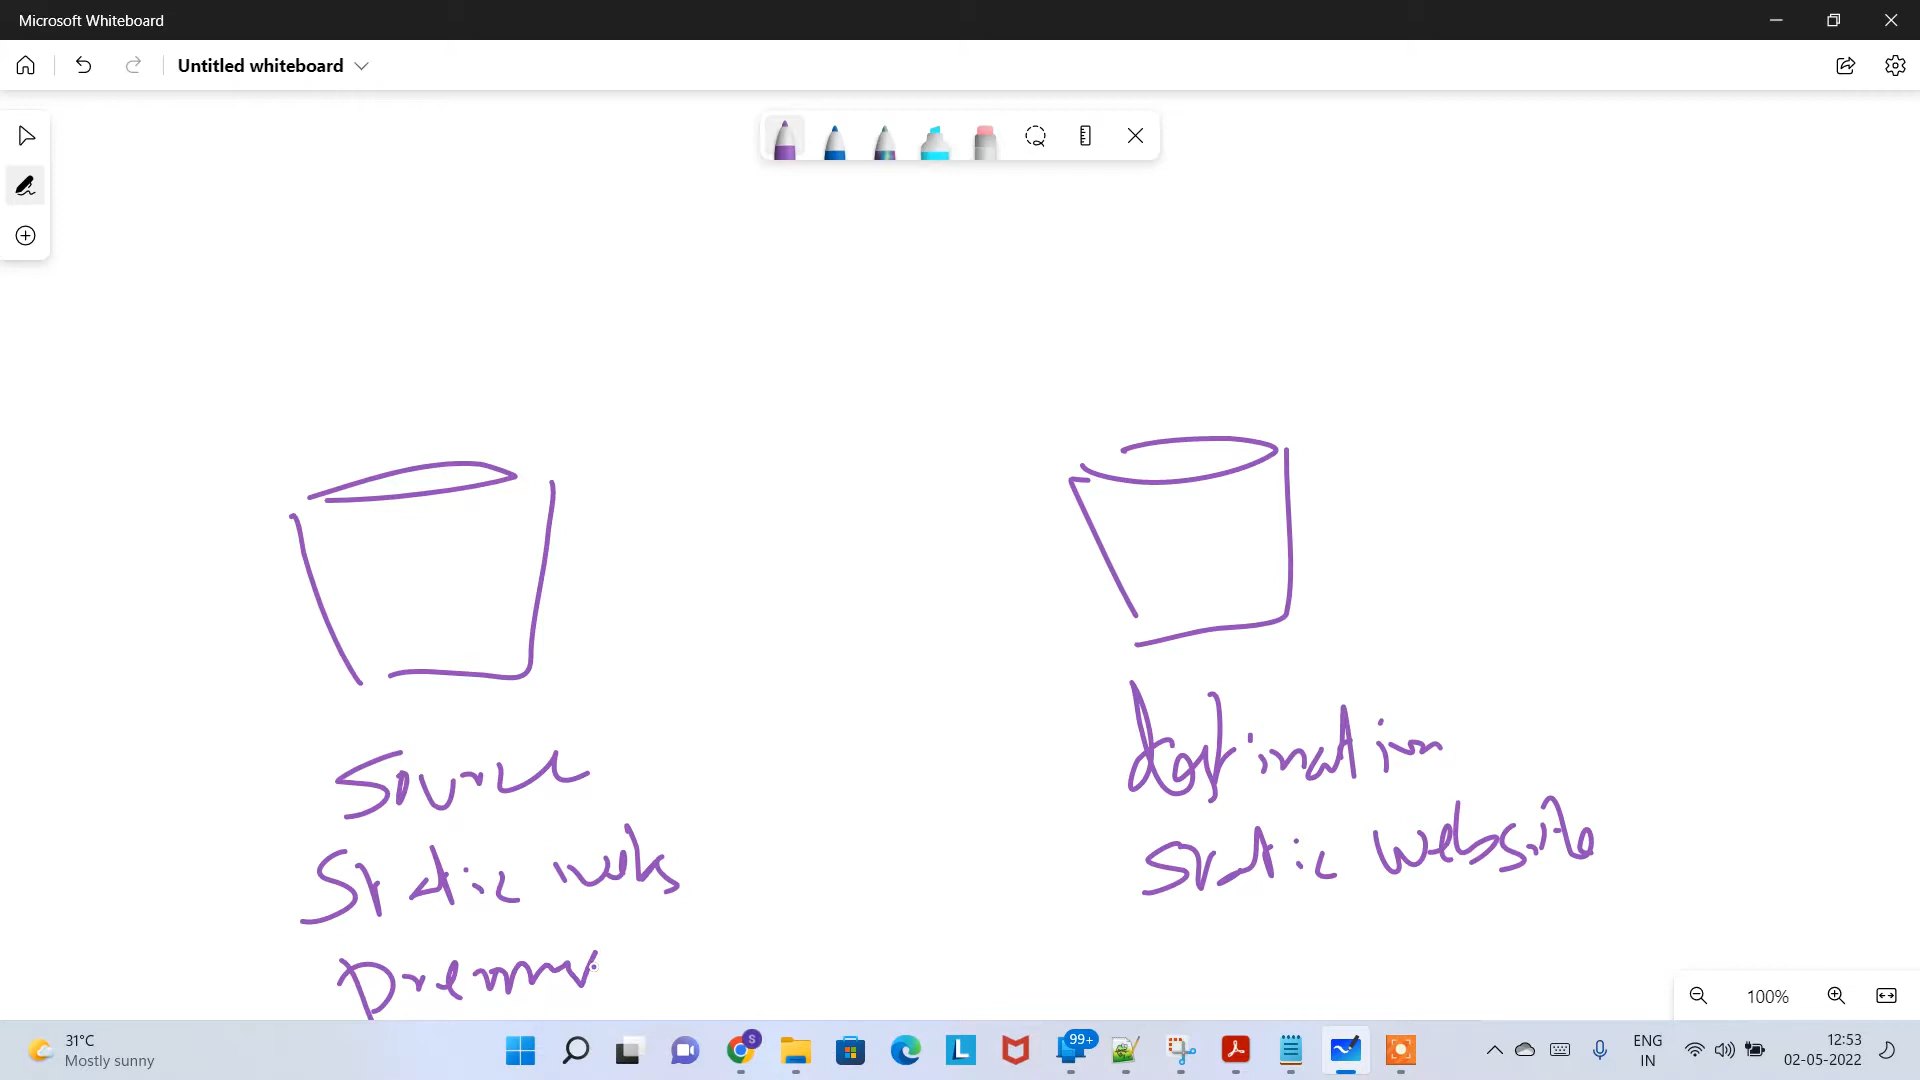 Microsoft Whiteboard
Untitled whiteboard
Source
Static webs
destination
Static website
100%
31°C
Mostly sunny
S
L
99+
ENG
IN
12:53
02-05-2022